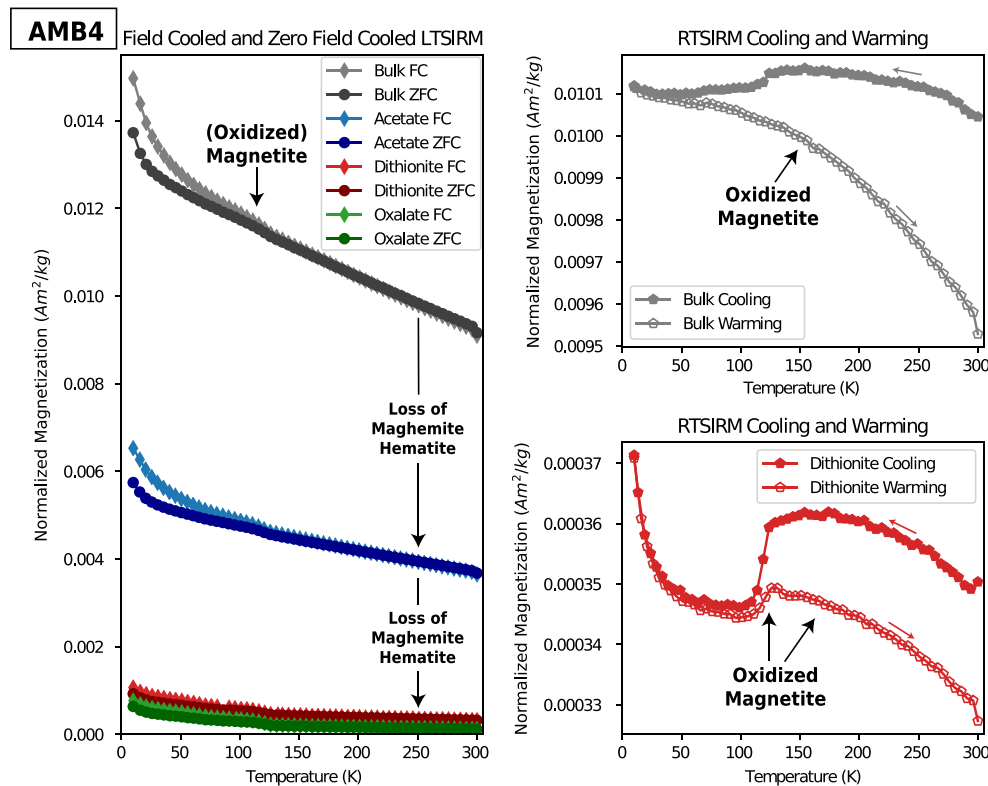 AMB4
Field Cooled and Zero Field Cooled LTSIRM
Normalized Magnetization (Am²/kg)
0.014
0.012
0.010
0.008
0.006
0.004
0.002
0.000
Bulk FC
Bulk ZFC
Acetate FC
Acetate ZFC
Dithionite FC
Dithionite ZFC
Oxalate FC
Oxalate ZFC
(Oxidized)
Magnetite
Loss of
Maghemite
Hematite
Loss of
Maghemite
Hematite
0 50 100 150 200 250 300
Temperature (K)
RTSIRM Cooling and Warming
Normalized Magnetization (Am²/kg)
0.0101
0.0100
0.0099
0.0098
0.0097
0.0096
0.0095
Oxidized
Magnetite
Bulk Cooling
Bulk Warming
0 50 100 150 200 250 300
Temperature (K)
RTSIRM Cooling and Warming
Normalized Magnetization (Am²/kg)
0.00037
0.00036
0.00035
0.00034
0.00033
Dithionite Cooling
Dithionite Warming
Oxidized
Magnetite
0 50 100 150 200 250 300
Temperature (K)